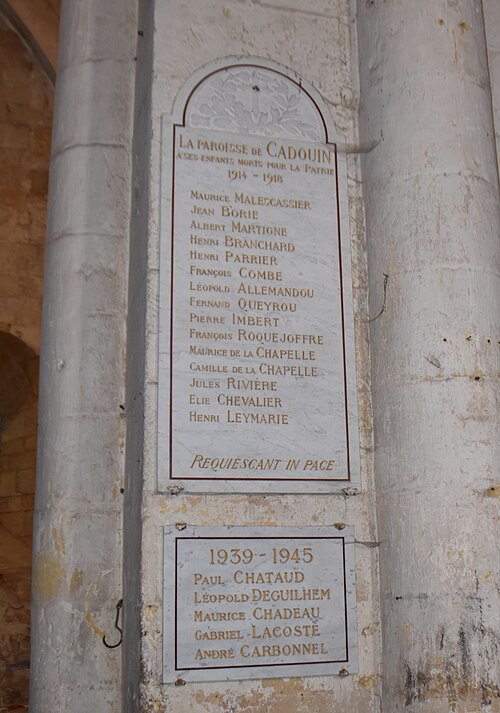 LA PAROISSE DE CADOUIN
A SES ENFANTS MORTS POUR LA PATRIE
1914 - 1918
MAURICE MALESCASSIER
JEAN BORIE
ALBERT MARTIGNE
HENRI BRANCHARD
HENRI PARRIER
FRANÇOIS COMBE
LÉOPOLD ALLEMANDOU
FERNAND QUEYROU
PIERRE IMBERT
FRANÇOIS ROQUEJOFFRE
MAURICE DE LA CHAPELLE
CAMILLE DE LA CHAPELLE
JULES RIVIÈRE
ELIE CHEVALIER
HENRI LEYMARIE
REQUIESCANT IN PACE
1939 - 1945
PAUL CHATAUD
LÉOPOLD DEGUILHEM
MAURICE CHADEAU
GABRIEL LACOSTE
ANDRÉ CARBONNEL